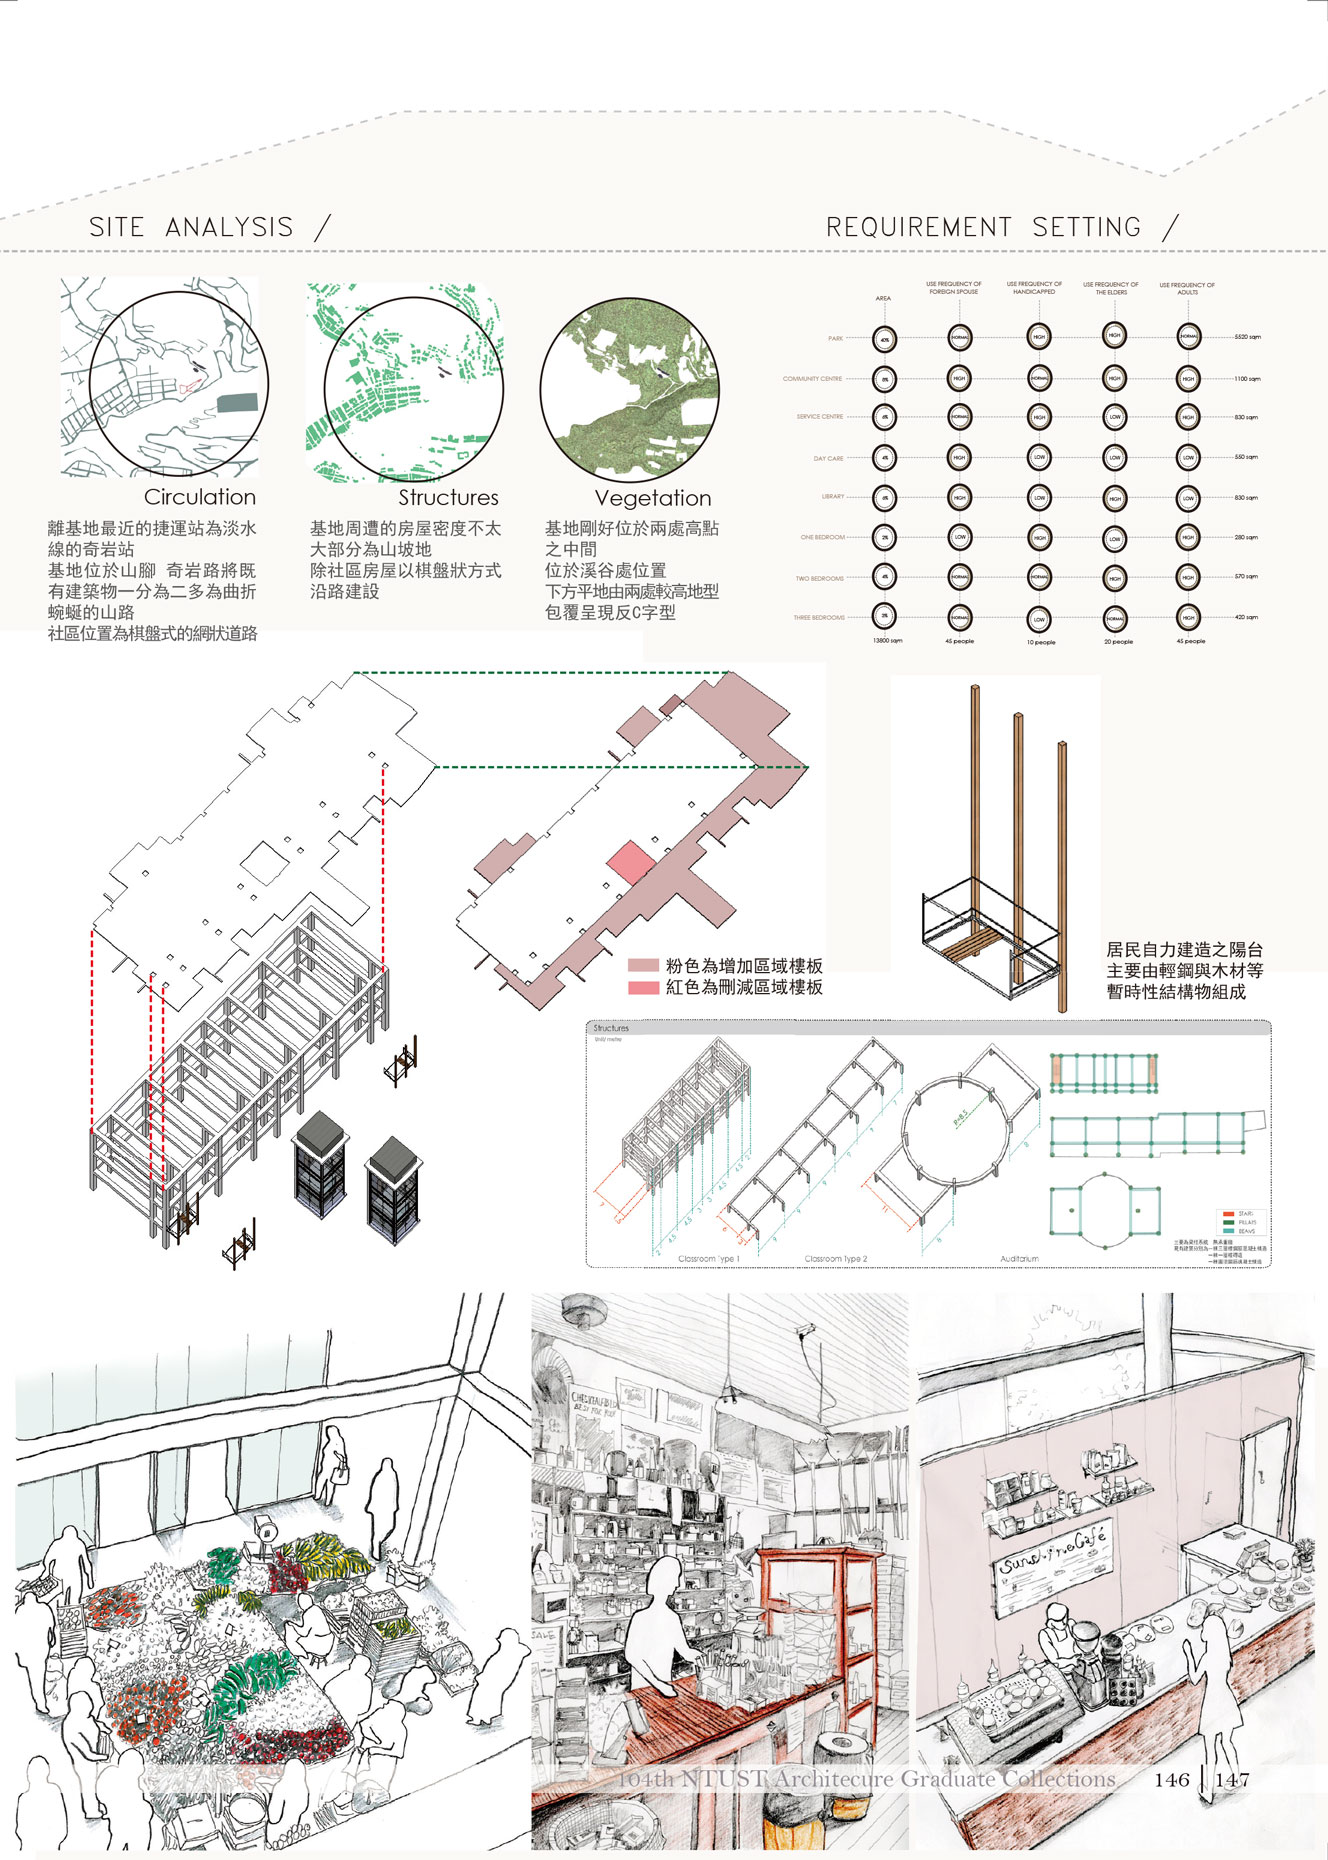 SITE ANALYSIS /
REQUIREMENT SETTING /
Circulation
離基地最近的捷運站為淡水
線的奇岩站
基地位於山腳 奇岩路將既
有建築物一分為二多為曲折
蜿蜒的山路
社區位置為棋盤式的網狀道路
Structures
基地周遭的房屋密度不太
大部分為山坡地
除社區房屋以棋盤狀方式
沿路建設
Vegetation
基地剛好位於兩處高點
之中間
位於溪谷處位置
下方平地由兩處較高地型
包覆呈現反C字型
AREA
USE FREQUENCY OF
FOREIGN SPOUSE
USE FREQUENCY OF
HANDICAPPED
USE FREQUENCY OF
THE ELDERS
USE FREQUENCY OF
ADULTS
PARK 40% NORMAL HIGH HIGH NORMAL 5520 sqm
COMMUNITY CENTRE 8% HIGH NORMAL HIGH HIGH 1100 sqm
SERVICE CENTRE 6% NORMAL HIGH LOW HIGH 830 sqm
DAY CARE 4% HIGH LOW LOW LOW 550 sqm
LIBRARY 6% HIGH LOW HIGH LOW 830 sqm
ONE BEDROOM 2% LOW HIGH LOW HIGH 280 sqm
TWO BEDROOMS 4% NORMAL NORMAL HIGH HIGH 570 sqm
THREE BEDROOMS 3% NORMAL LOW NORMAL HIGH 420 sqm
13800 sqm 45 people 10 people 20 people 45 people
粉色為增加區域樓板
紅色為刪減區域樓板
居民自力建造之陽台
主要由輕鋼與木材等
暫時性結構物組成
Structures
Unit/ metre
R=8.5
Classroom Type 1
Classroom Type 2
Auditarium
STAIRS
PILLARS
BEAMS
SALE
Sunshine Café
104th NTUST Architecure Graduate Collections 146 | 147